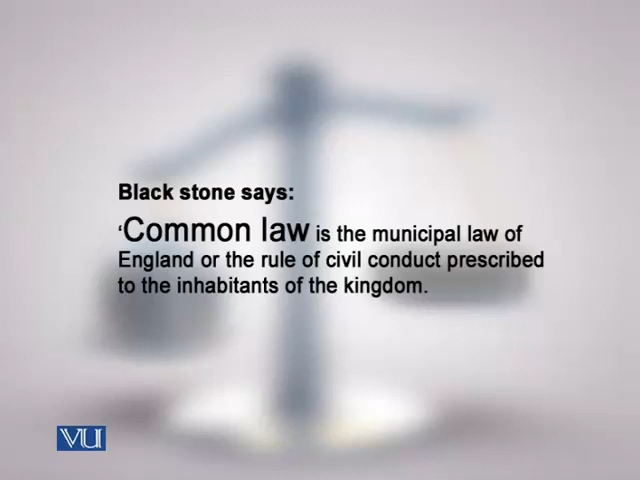 Black stone says:
‘Common law is the municipal law of
England or the rule of civil conduct prescribed
to the inhabitants of the kingdom.
VU